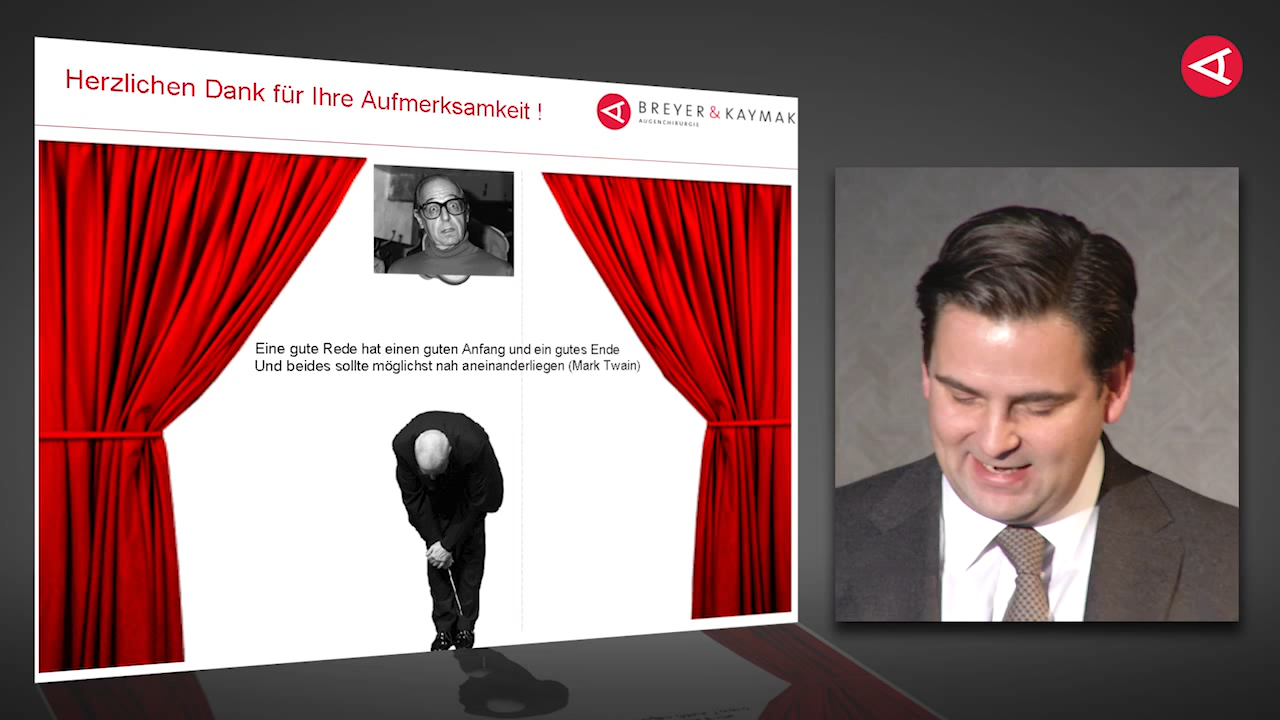 Herzlichen Dank für Ihre Aufmerksamkeit !
BREYER & KAYMAK
AUGENCHIRURGIE
Eine gute Rede hat einen guten Anfang und ein gutes Ende
Und beides sollte möglichst nah aneinanderliegen (Mark Twain)